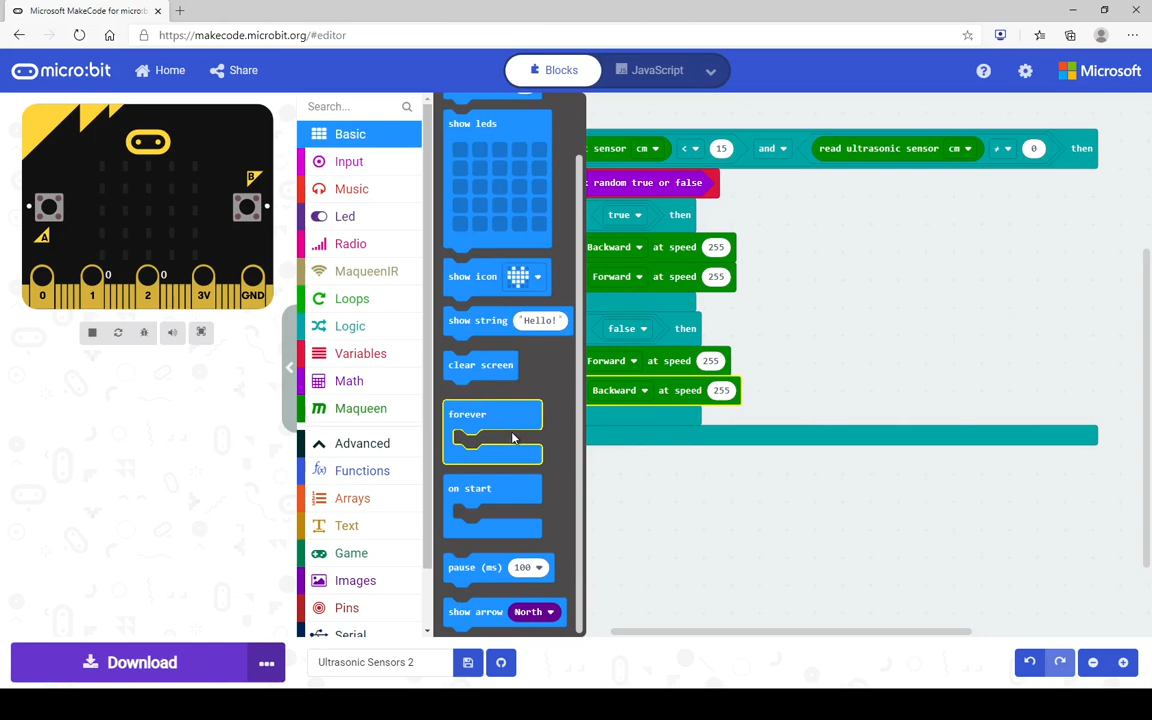 Microsoft MakeCode for micro:b
https://makecode.microbit.org/#editor
micro:bit
Home
Share
Blocks
JavaScript
Microsoft
B
A
0
0
0
1
2
3V
GND
Search...
Basic
Input
Music
Led
Radio
MaqueenIR
Loops
Logic
Variables
Math
Maqueen
Advanced
Functions
Arrays
Text
Game
Images
Pins
Serial
show leds
show icon
show string "Hello!"
clear screen
forever
on start
pause (ms) 100
show arrow North
sensor cm < 15 and read ultrasonic sensor cm ≠ 0 then
random true or false
true then
Backward at speed 255
Forward at speed 255
false then
Forward at speed 255
Backward at speed 255
Download
Ultrasonic Sensors 2